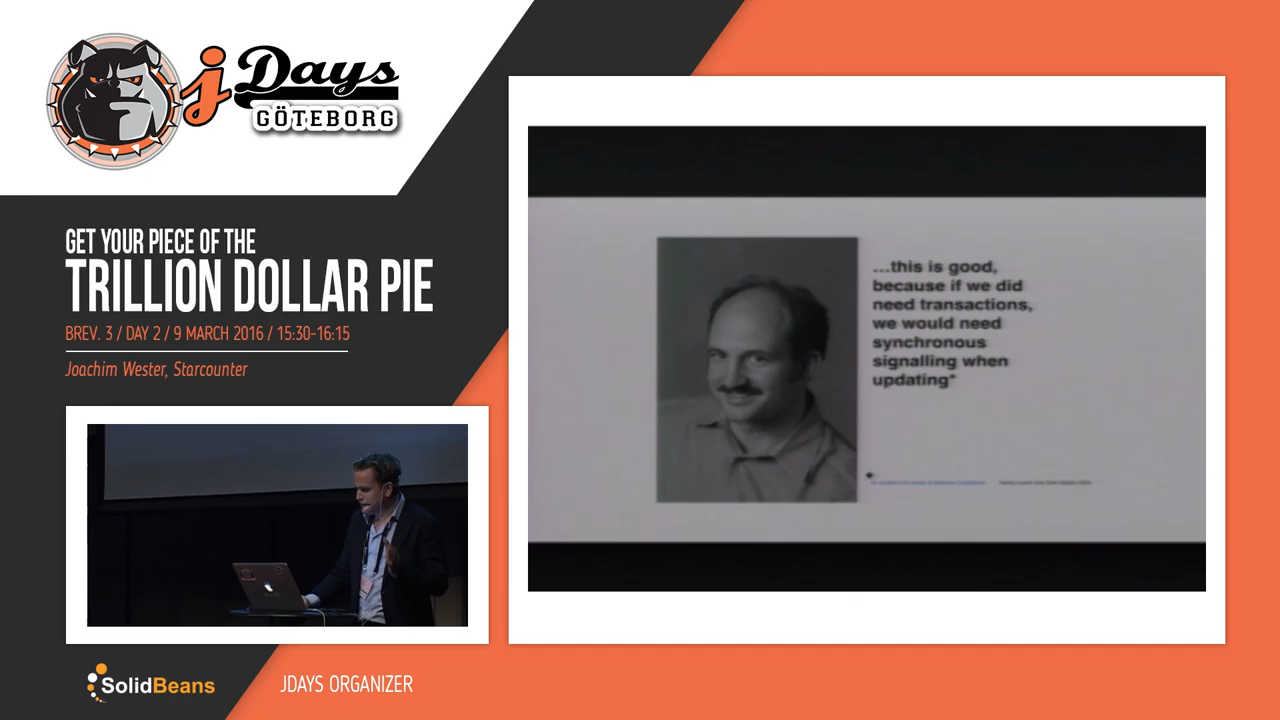 j Days
GÖTEBORG
GET YOUR PIECE OF THE
TRILLION DOLLAR PIE
BREV. 3 / DAY 2 / 9 MARCH 2016 / 15:30-16:15
Joachim Wester, Starcounter
...this is good,
because if we did
need transactions,
we would need
synchronous
signalling when
updating"
SolidBeans
JDAYS ORGANIZER